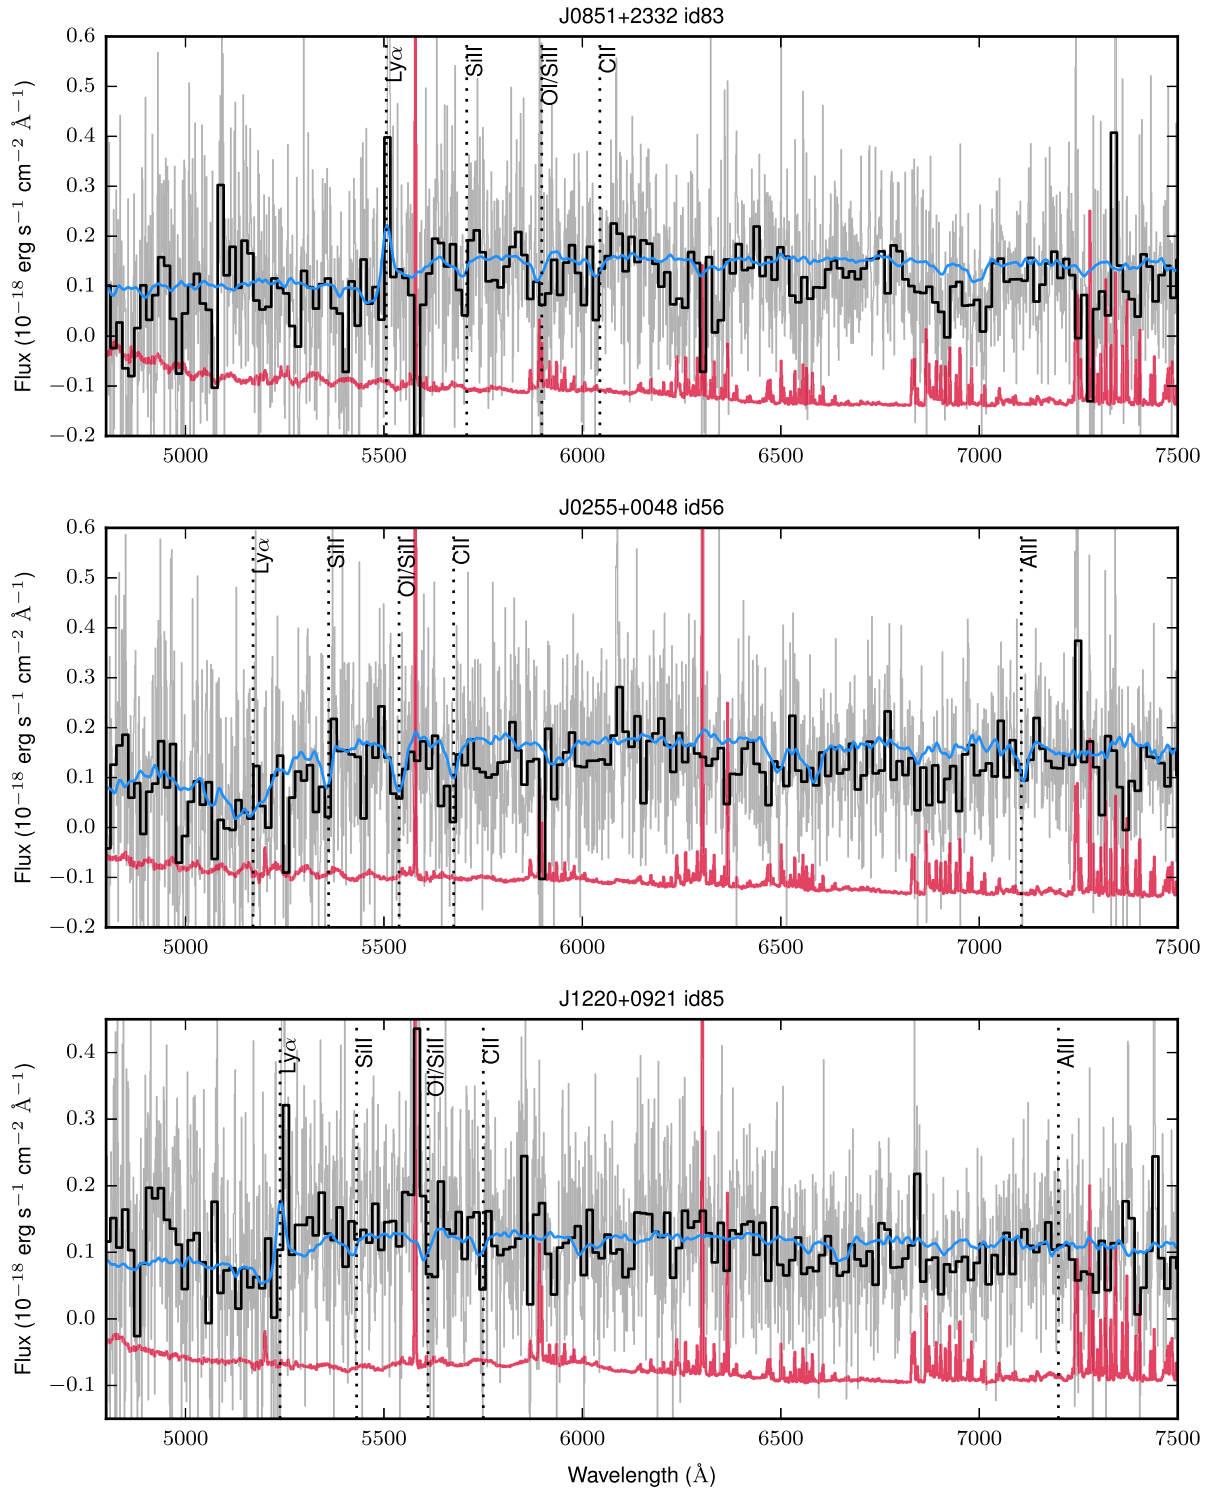 J0851+2332 id83
0.6
0.5
0.4
0.3
0.2
0.1
0.0
−0.1
−0.2
Flux (10⁻¹⁸ erg s⁻¹ cm⁻² Å⁻¹)
Lyα
SiII
OI/SiII
CII
5000 5500 6000 6500 7000 7500
J0255+0048 id56
0.6
0.5
0.4
0.3
0.2
0.1
0.0
−0.1
−0.2
Flux (10⁻¹⁸ erg s⁻¹ cm⁻² Å⁻¹)
Lyα
SiII
OI/SiII
CII
AlIII
5000 5500 6000 6500 7000 7500
J1220+0921 id85
0.4
0.3
0.2
0.1
0.0
−0.1
Flux (10⁻¹⁸ erg s⁻¹ cm⁻² Å⁻¹)
Lyα
SiII
OI/SiII
CII
AlIII
5000 5500 6000 6500 7000 7500
Wavelength (Å)